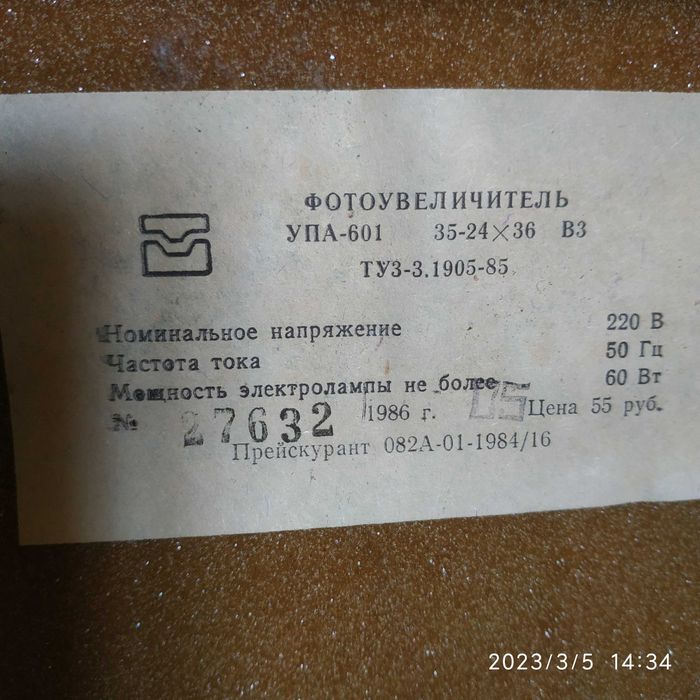 ФОТОУВЕЛИЧИТЕЛЬ
УПА-601 35-24×36 В3
ТУ3-3.1905-85
Номинальное напряжение 220 В
Частота тока 50 Гц
Мощность электролампы не более 60 Вт
№ 27632 1986 г. Цена 55 руб.
Прейскурант 082А-01-1984/16
2023/3/5 14:34